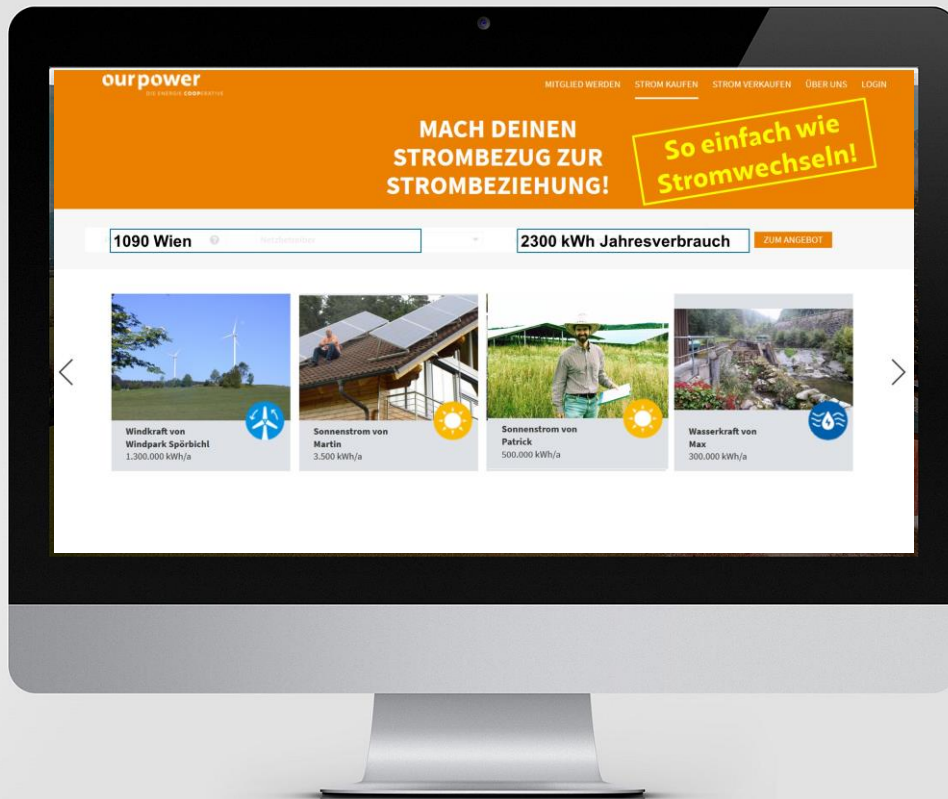 ourpower
DIE ENERGIE COOPERATIVE
MITGLIED WERDEN STROM KAUFEN STROM VERKAUFEN ÜBER UNS LOGIN
MACH DEINEN
STROMBEZUG ZUR
STROMBEZIEHUNG!
So einfach wie
Stromwechseln!
1090 Wien ? Netzbetreiber 2300 kWh Jahresverbrauch ZUM ANGEBOT
Windkraft von
Windpark Spörbichl
1.300.000 kWh/a
Sonnenstrom von
Martin
3.500 kWh/a
Sonnenstrom von
Patrick
500.000 kWh/a
Wasserkraft von
Max
300.000 kWh/a